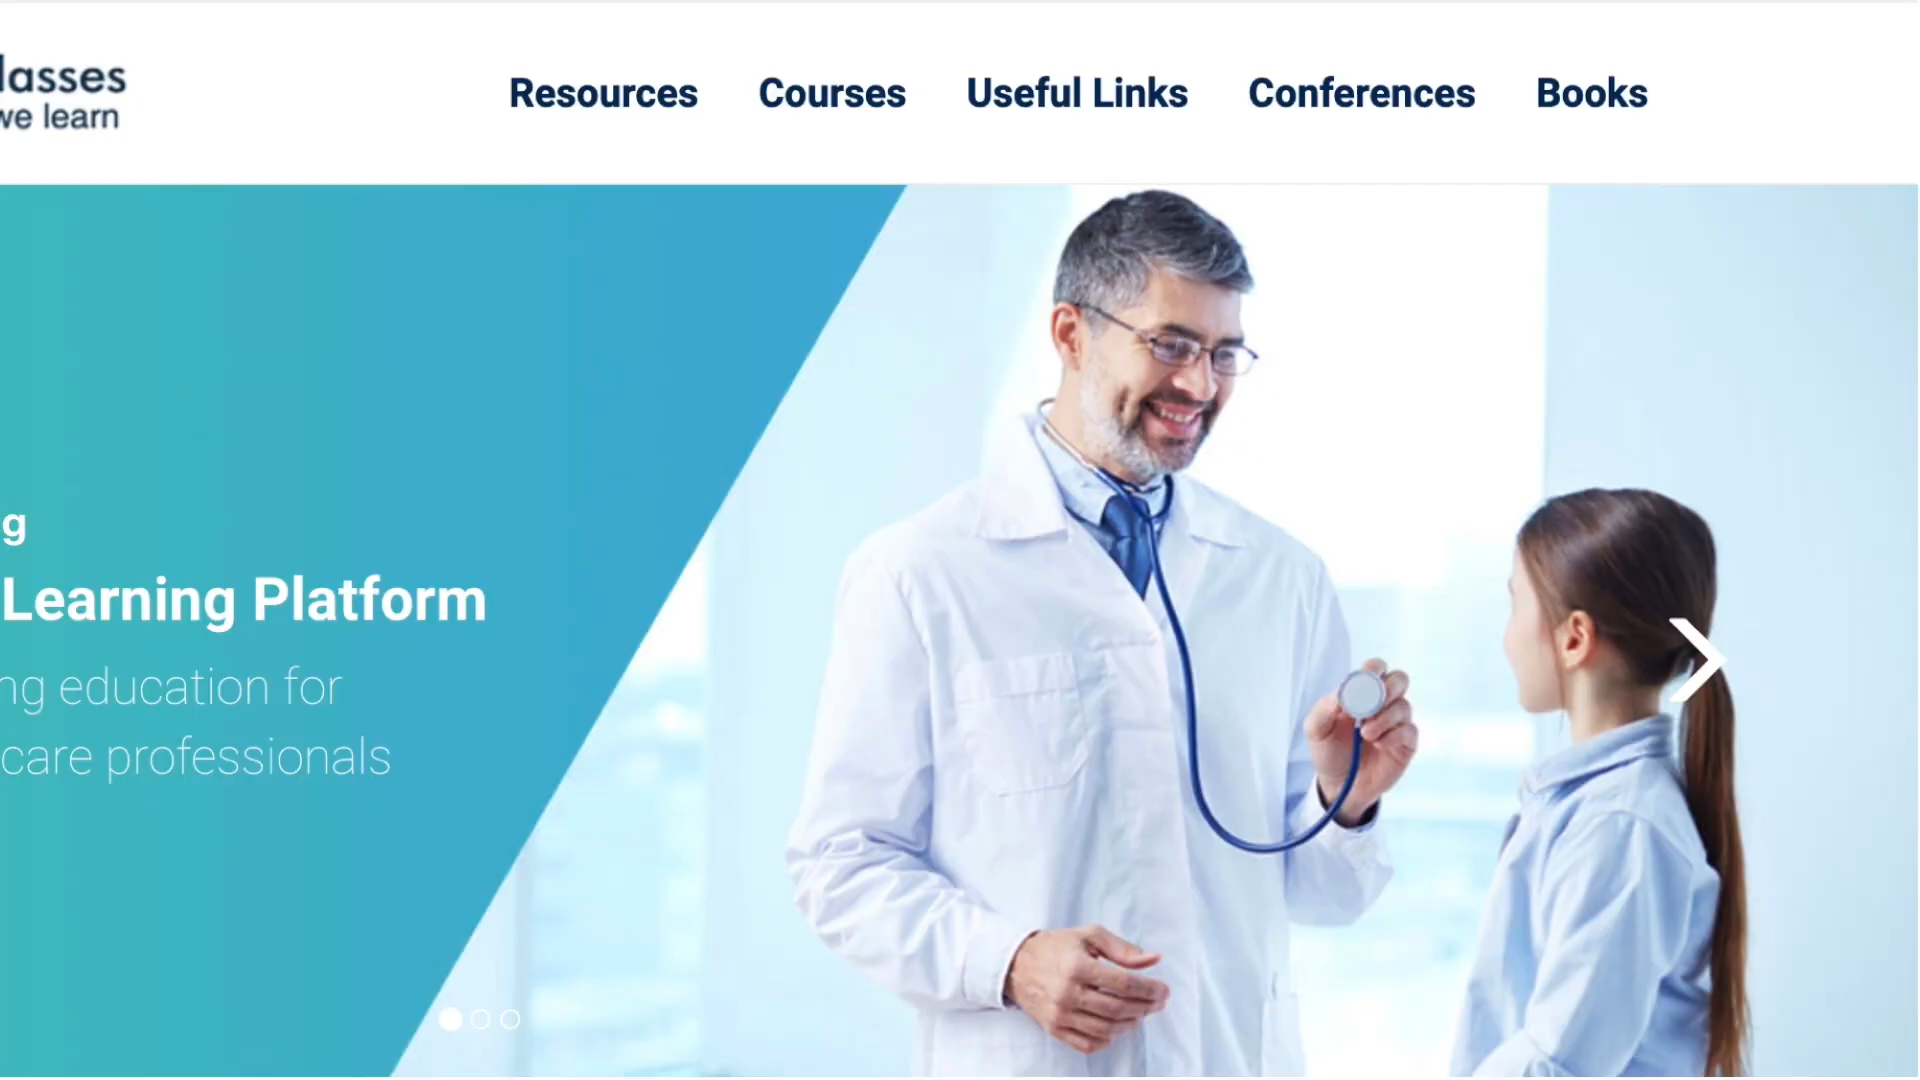 lasses
we learn
Resources Courses Useful Links Conferences Books
g
Learning Platform
ng education for
care professionals